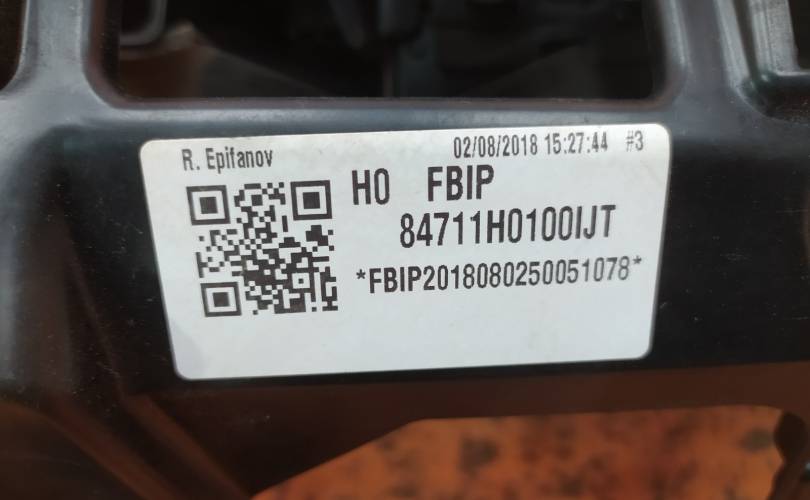 R. Epifanov 02/08/2018 15:27:44 #3
H0 FBIP
84711H0100IJT
*FBIP2018080250051078*